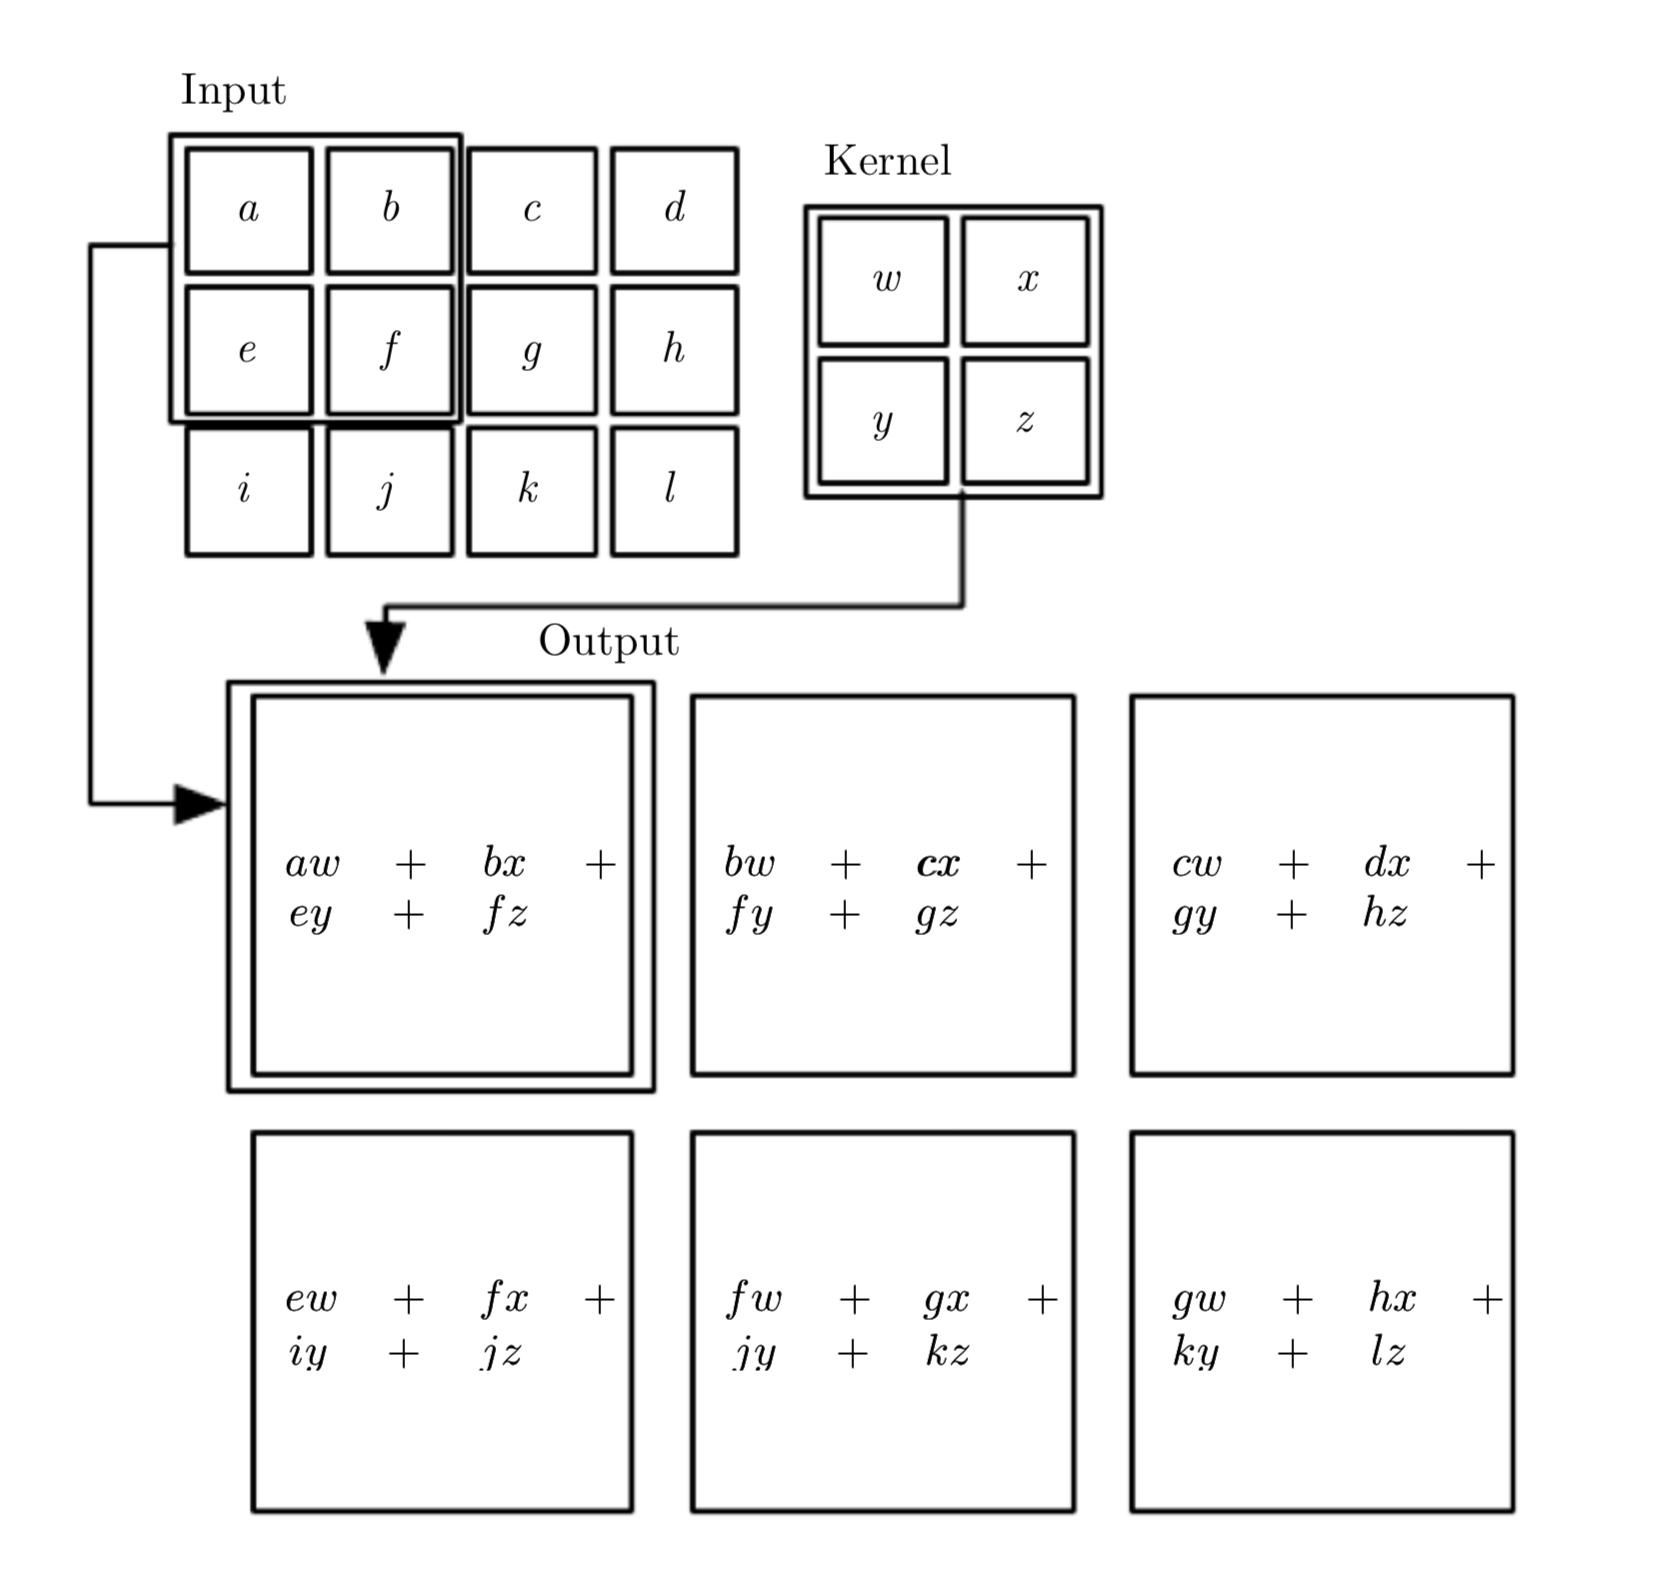 Input
Kernel
a b c d
w x
e f g h
y z
i j k l
Output
aw + bx +
ey + fz
bw + cx +
fy + gz
cw + dx +
gy + hz
ew + fx +
iy + jz
fw + gx +
jy + kz
gw + hx +
ky + lz